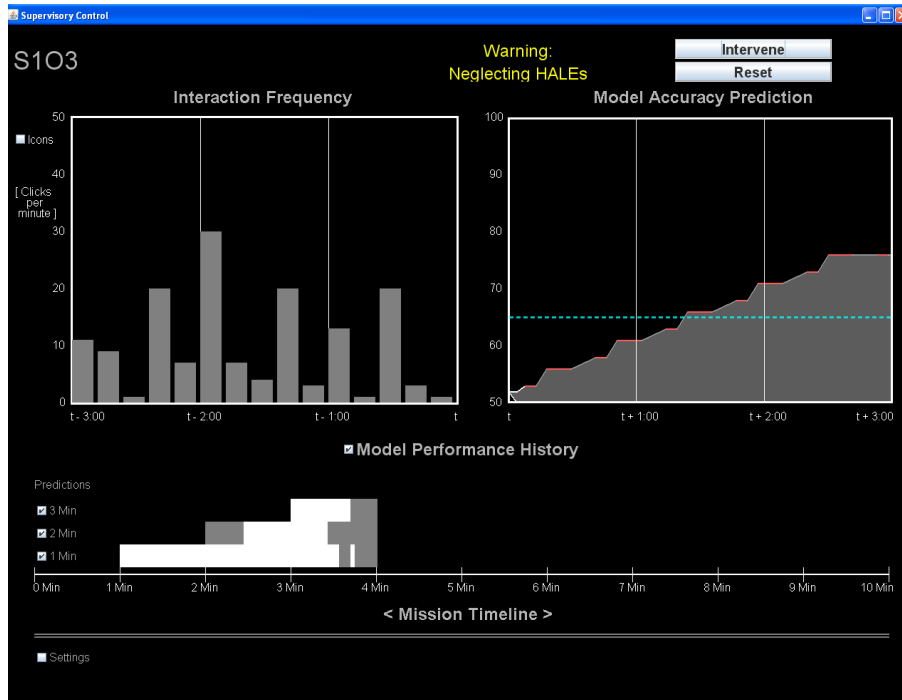 Supervisory Control
S1O3
Warning:
Neglecting HALEs
Intervene
Reset
Interaction Frequency
Model Accuracy Prediction
Icons
[ Clicks
per
minute ]
50
40
30
20
10
0
t - 3:00
t - 2:00
t - 1:00
t
100
90
80
70
60
50
t
t + 1:00
t + 2:00
t + 3:00
Model Performance History
Predictions
3 Min
2 Min
1 Min
0 Min
1 Min
2 Min
3 Min
4 Min
5 Min
6 Min
7 Min
8 Min
9 Min
10 Min
< Mission Timeline >
Settings